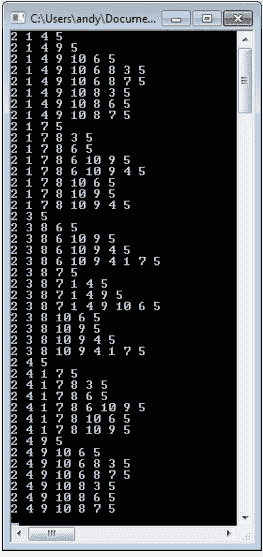 C:\Users\andy\Docume...
2 1 4 5
2 1 4 9 5
2 1 4 9 10 6 5
2 1 4 9 10 6 8 3 5
2 1 4 9 10 6 8 7 5
2 1 4 9 10 8 3 5
2 1 4 9 10 8 6 5
2 1 4 9 10 8 7 5
2 1 7 5
2 1 7 8 3 5
2 1 7 8 6 5
2 1 7 8 6 10 9 5
2 1 7 8 6 10 9 4 5
2 1 7 8 10 6 5
2 1 7 8 10 9 5
2 1 7 8 10 9 4 5
2 3 5
2 3 8 6 5
2 3 8 6 10 9 5
2 3 8 6 10 9 4 5
2 3 8 6 10 9 4 1 7 5
2 3 8 7 5
2 3 8 7 1 4 5
2 3 8 7 1 4 9 5
2 3 8 7 1 4 9 10 6 5
2 3 8 10 6 5
2 3 8 10 9 5
2 3 8 10 9 4 5
2 3 8 10 9 4 1 7 5
2 4 5
2 4 1 7 5
2 4 1 7 8 3 5
2 4 1 7 8 6 5
2 4 1 7 8 6 10 9 5
2 4 1 7 8 10 6 5
2 4 1 7 8 10 9 5
2 4 9 5
2 4 9 10 6 5
2 4 9 10 6 8 3 5
2 4 9 10 6 8 7 5
2 4 9 10 8 3 5
2 4 9 10 8 6 5
2 4 9 10 8 7 5